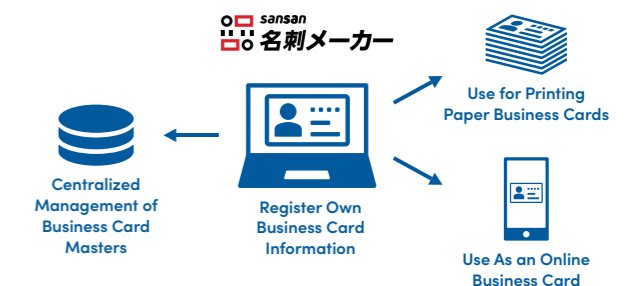 sansan
名刺メーカー
Use for Printing
Paper Business Cards
Centralized
Management of
Business Card
Masters
Register Own
Business Card
Information
Use As an Online
Business Card